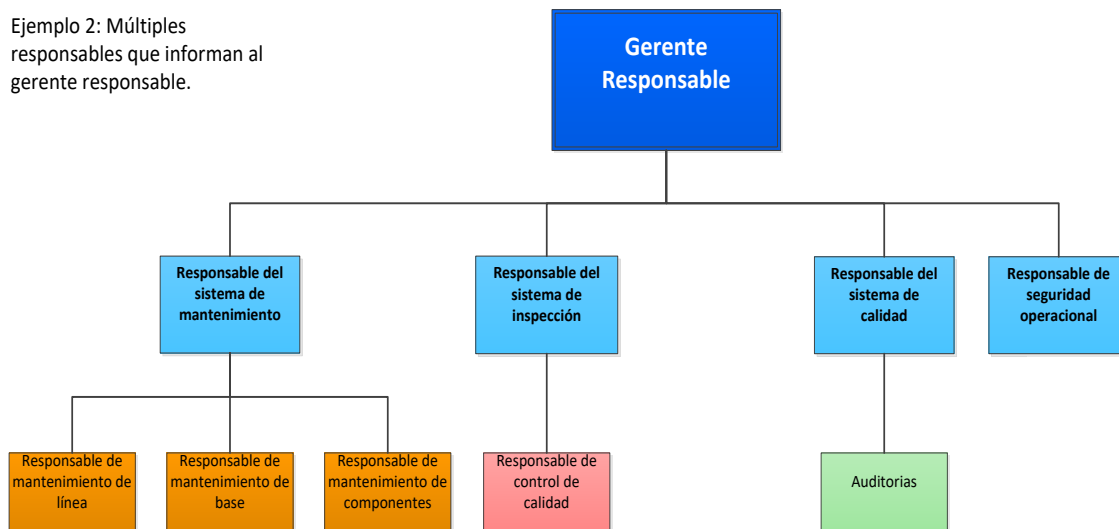 Ejemplo 2: Múltiples
responsables que informan al
gerente responsable.
Gerente
Responsable
Responsable del
sistema de
mantenimiento
Responsable del
sistema de
inspección
Responsable del
sistema de
calidad
Responsable de
seguridad
operacional
Responsable de
mantenimiento de
línea
Responsable de
mantenimiento de
base
Responsable de
mantenimiento de
componentes
Responsable de
control de
calidad
Auditorias